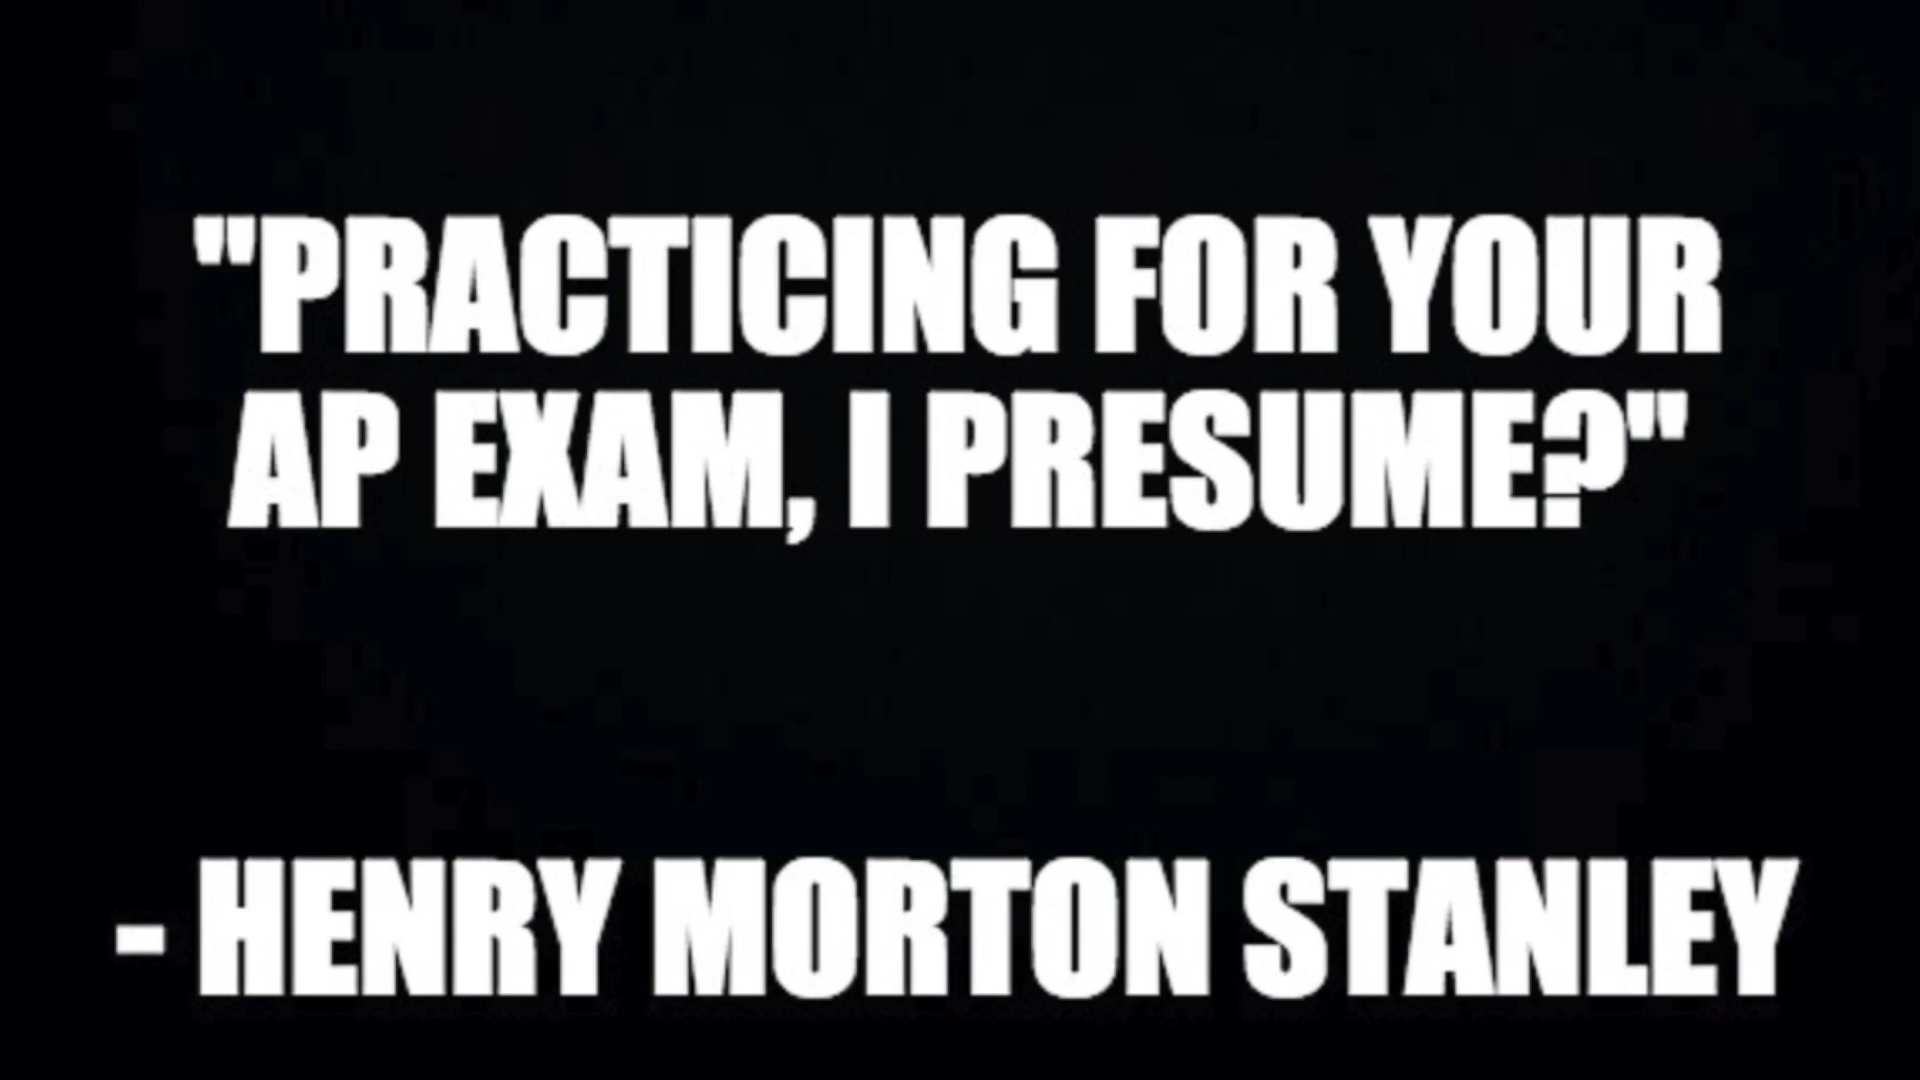 "PRACTICING FOR YOUR
AP EXAM, I PRESUME?"
- HENRY MORTON STANLEY